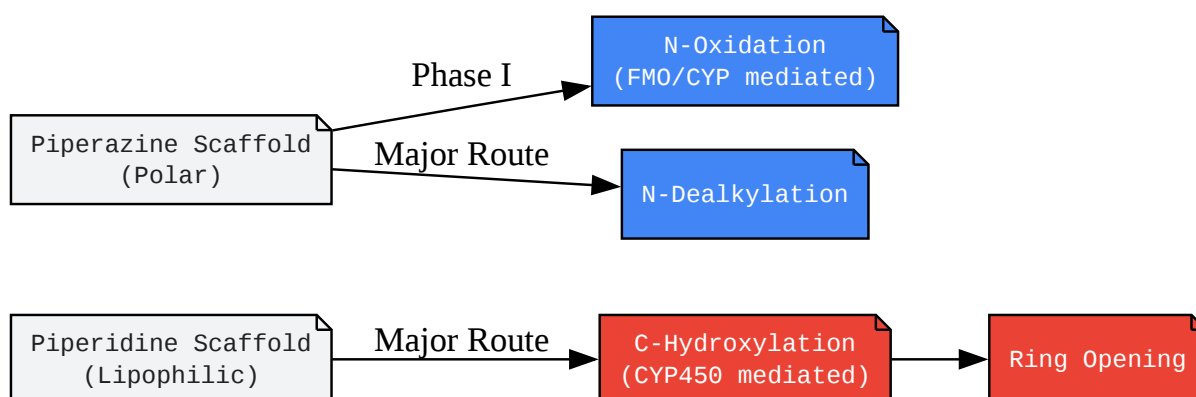 Piperazine Scaffold
(Polar)
Phase I
N-Oxidation
(FMO/CYP mediated)
Major Route
N-Dealkylation
Piperidine Scaffold
(Lipophilic)
Major Route
C-Hydroxylation
(CYP450 mediated)
Ring Opening